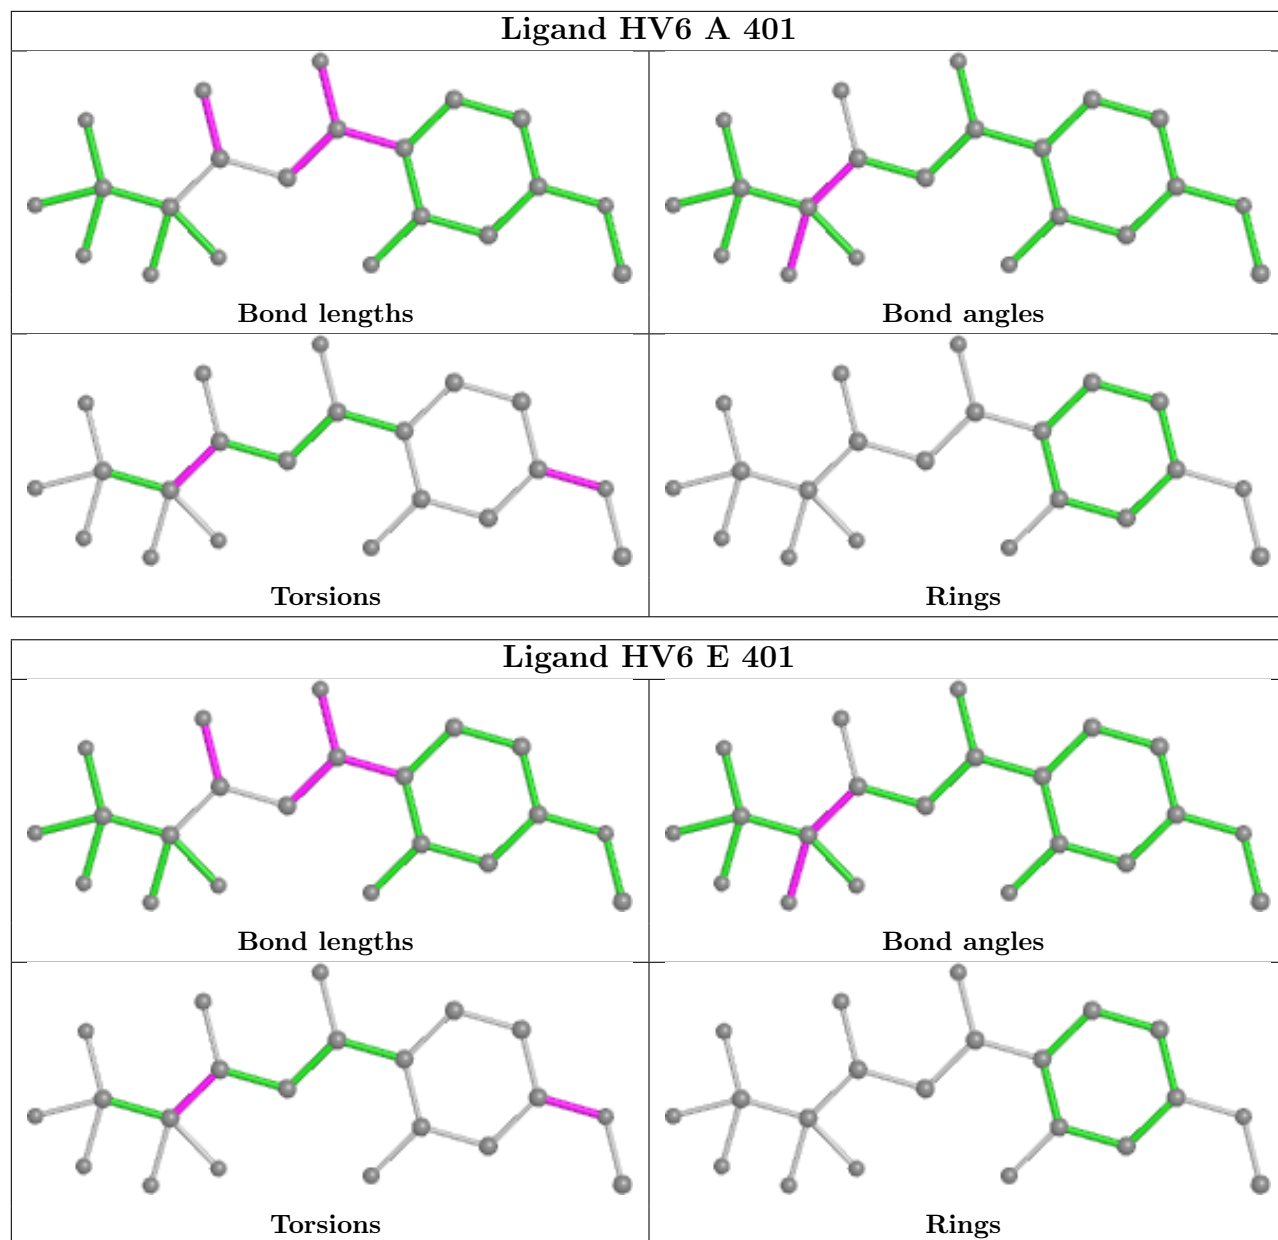 Ligand HV6 A 401
Bond lengths
Bond angles
Torsions
Rings
Ligand HV6 E 401
Bond lengths
Bond angles
Torsions
Rings